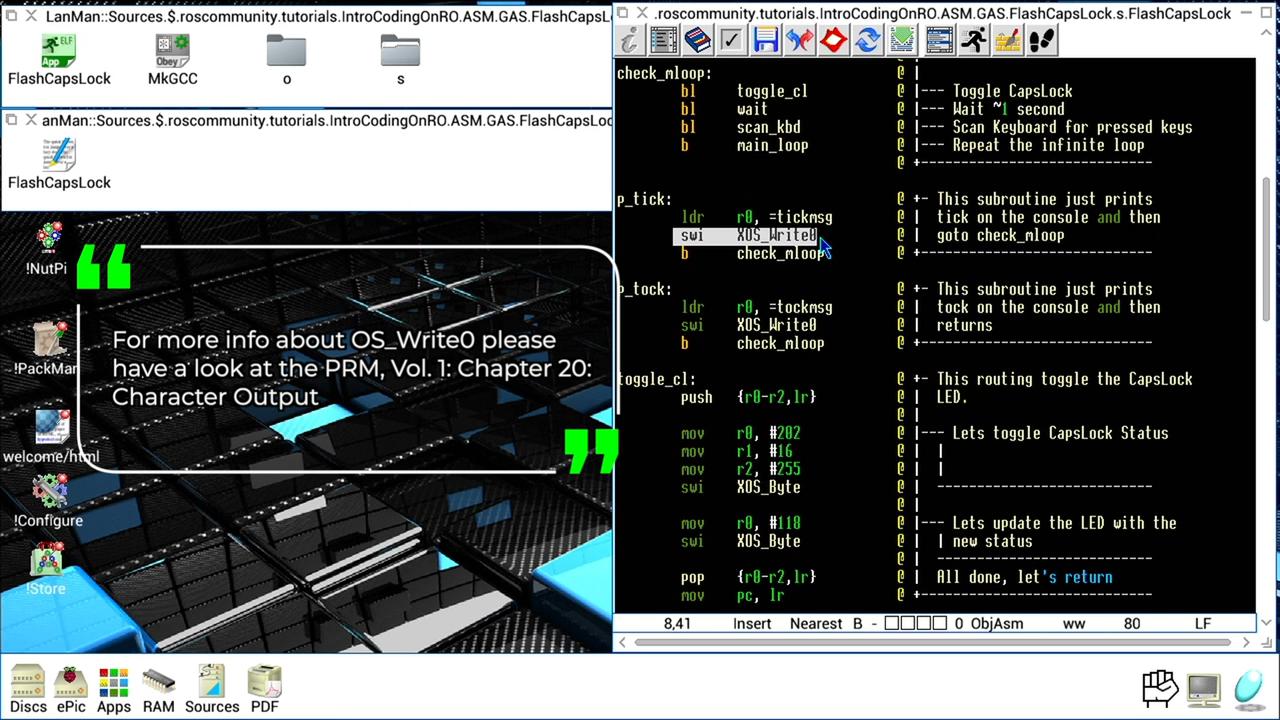 LanMan::Sources.$.roscommunity.tutorials.IntroCodingOnRO.ASM.GAS.FlashCapsL
FlashCapsLock
MkGCC
o
s
ELF
App
Obey
anMan::Sources.$.roscommunity.tutorials.IntroCodingOnRO.ASM.GAS.FlashCapsLoc
FlashCapsLock
!NutPi
!PackMan
welcome/html
!Configure
!Store
For more info about OS_Write0 please
have a look at the PRM, Vol. 1: Chapter 20:
Character Output
.roscommunity.tutorials.IntroCodingOnRO.ASM.GAS.FlashCapsLock.s.FlashCapsLock
check_mloop: @ |
bl toggle_cl @ |--- Toggle CapsLock
bl wait @ |--- Wait ~1 second
bl scan_kbd @ |--- Scan Keyboard for pressed keys
b main_loop @ |--- Repeat the infinite loop
@ +-----------------------------
p_tick: @ +- This subroutine just prints
ldr r0, =tickmsg @ | tick on the console and then
swi XOS_Write0 @ | goto check_mloop
b check_mloop @ +-----------------------------
p_tock: @ +- This subroutine just prints
ldr r0, =tockmsg @ | tock on the console and then
swi XOS_Write0 @ | returns
b check_mloop @ +-----------------------------
toggle_cl: @ +- This routing toggle the CapsLock
push {r0-r2,lr} @ | LED.
@ |
mov r0, #202 @ |--- Lets toggle CapsLock Status
mov r1, #16 @ | |
mov r2, #255 @ | |
swi XOS_Byte @ | ---------------------------
@ |
mov r0, #118 @ |--- Lets update the LED with the
swi XOS_Byte @ | | new status
@ | ---------------------------
pop {r0-r2,lr} @ | All done, let's return
mov pc, lr @ +-----------------------------
8,41 Insert Nearest B - 0 ObjAsm ww 80 LF
Discs
ePic
Apps
RAM
Sources
PDF